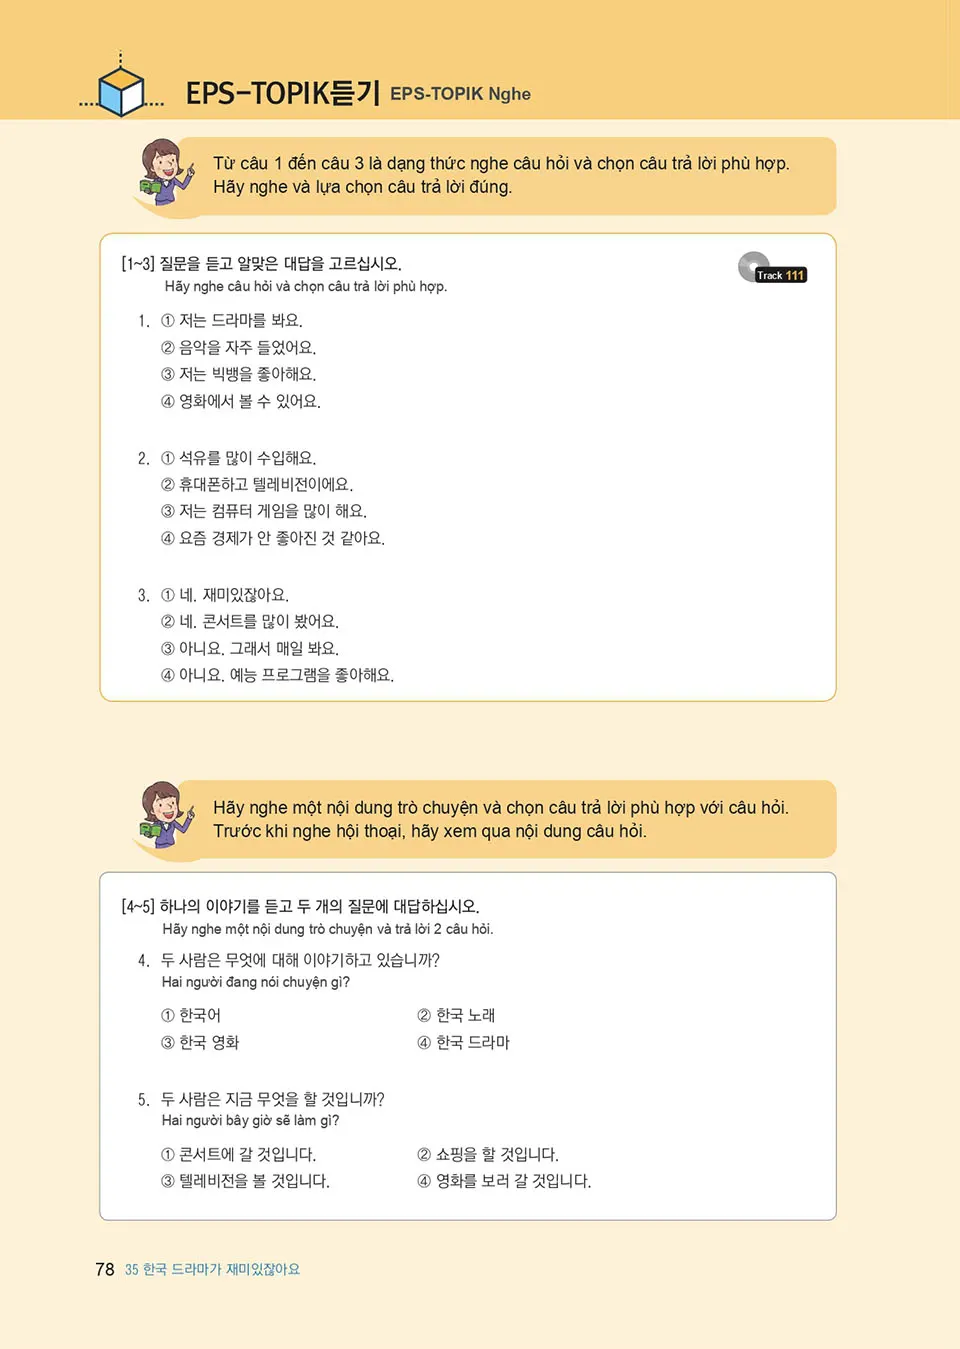 EPS-TOPIK듣기 EPS-TOPIK Nghe
Từ câu 1 đến câu 3 là dạng thức nghe câu hỏi và chọn câu trả lời phù hợp.
Hãy nghe và lựa chọn câu trả lời đúng.
[1~3] 질문을 듣고 알맞은 대답을 고르십시오.
Track 111
Hãy nghe câu hỏi và chọn câu trả lời phù hợp.
1. ① 저는 드라마를 봐요.
② 음악을 자주 들었어요.
③ 저는 빅뱅을 좋아해요.
④ 영화에서 볼 수 있어요.
2. ① 석유를 많이 수입해요.
② 휴대폰하고 텔레비전이에요.
③ 저는 컴퓨터 게임을 많이 해요.
④ 요즘 경제가 안 좋아진 것 같아요.
3. ① 네. 재미있잖아요.
② 네. 콘서트를 많이 봤어요.
③ 아니요. 그래서 매일 봐요.
④ 아니요. 예능 프로그램을 좋아해요.
Hãy nghe một nội dung trò chuyện và chọn câu trả lời phù hợp với câu hỏi.
Trước khi nghe hội thoại, hãy xem qua nội dung câu hỏi.
[4~5] 하나의 이야기를 듣고 두 개의 질문에 대답하십시오.
Hãy nghe một nội dung trò chuyện và trả lời 2 câu hỏi.
4. 두 사람은 무엇에 대해 이야기하고 있습니까?
Hai người đang nói chuyện gì?
① 한국어 ② 한국 노래
③ 한국 영화 ④ 한국 드라마
5. 두 사람은 지금 무엇을 할 것입니까?
Hai người bây giờ sẽ làm gì?
① 콘서트에 갈 것입니다. ② 쇼핑을 할 것입니다.
③ 텔레비전을 볼 것입니다. ④ 영화를 보러 갈 것입니다.
78 35 한국 드라마가 재미있잖아요